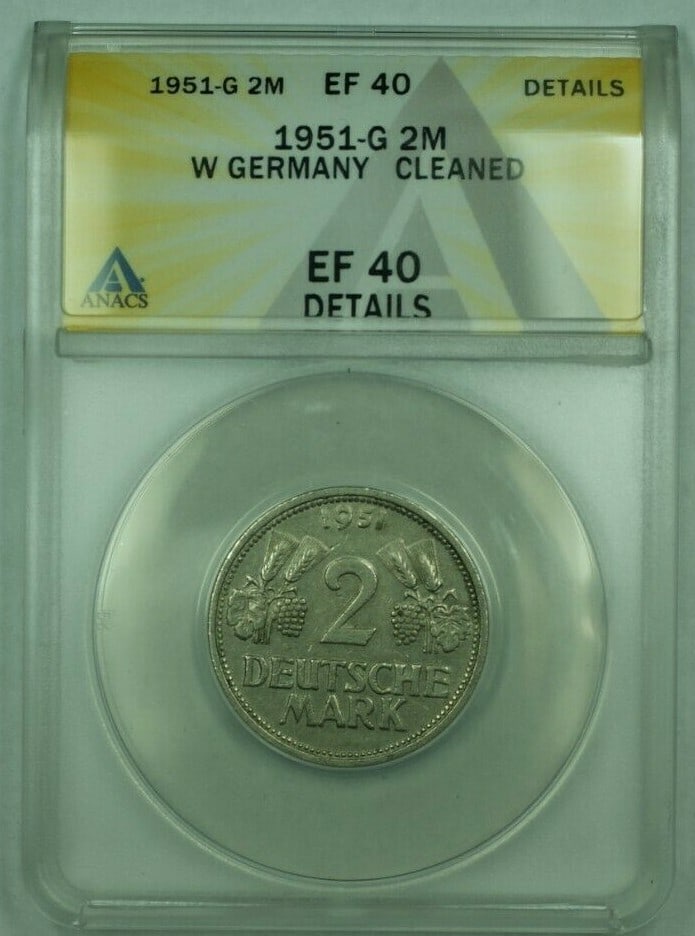 1951-G 2M EF 40 DETAILS
1951-G 2M
W GERMANY CLEANED
EF 40
DETAILS
ANACS
1951
2
DEUTSCHE
MARK